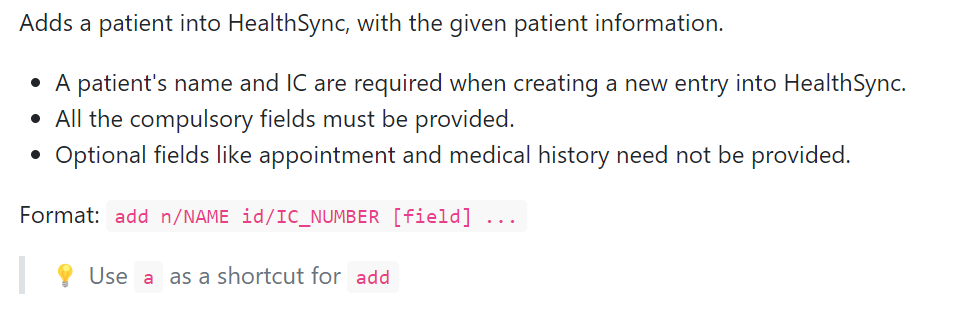 Adds a patient into HealthSync, with the given patient information.
• A patient's name and IC are required when creating a new entry into HealthSync.
• All the compulsory fields must be provided.
• Optional fields like appointment and medical history need not be provided.
Format: add n/NAME id/IC_NUMBER [field] ...
💡 Use a as a shortcut for add